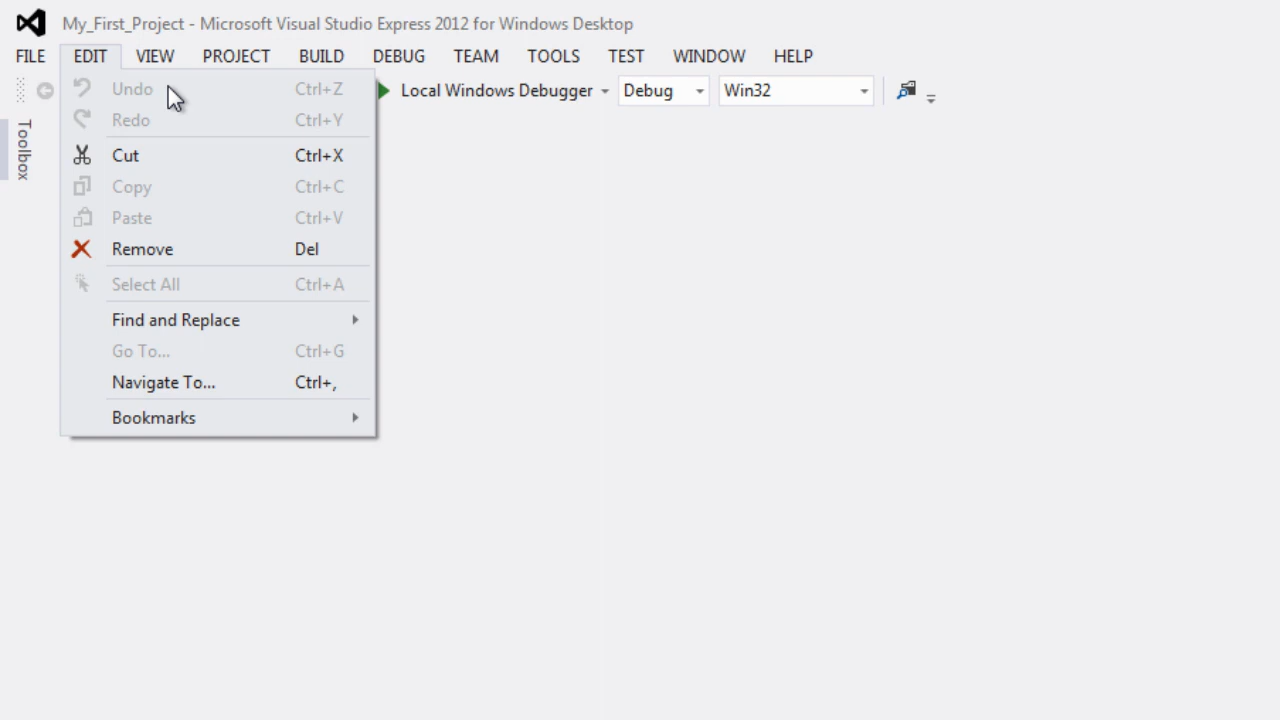 My_First_Project - Microsoft Visual Studio Express 2012 for Windows Desktop
FILE EDIT VIEW PROJECT BUILD DEBUG TEAM TOOLS TEST WINDOW HELP
Local Windows Debugger Debug Win32
Toolbox
Undo Ctrl+Z
Redo Ctrl+Y
Cut Ctrl+X
Copy Ctrl+C
Paste Ctrl+V
Remove Del
Select All Ctrl+A
Find and Replace
Go To... Ctrl+G
Navigate To... Ctrl+,
Bookmarks